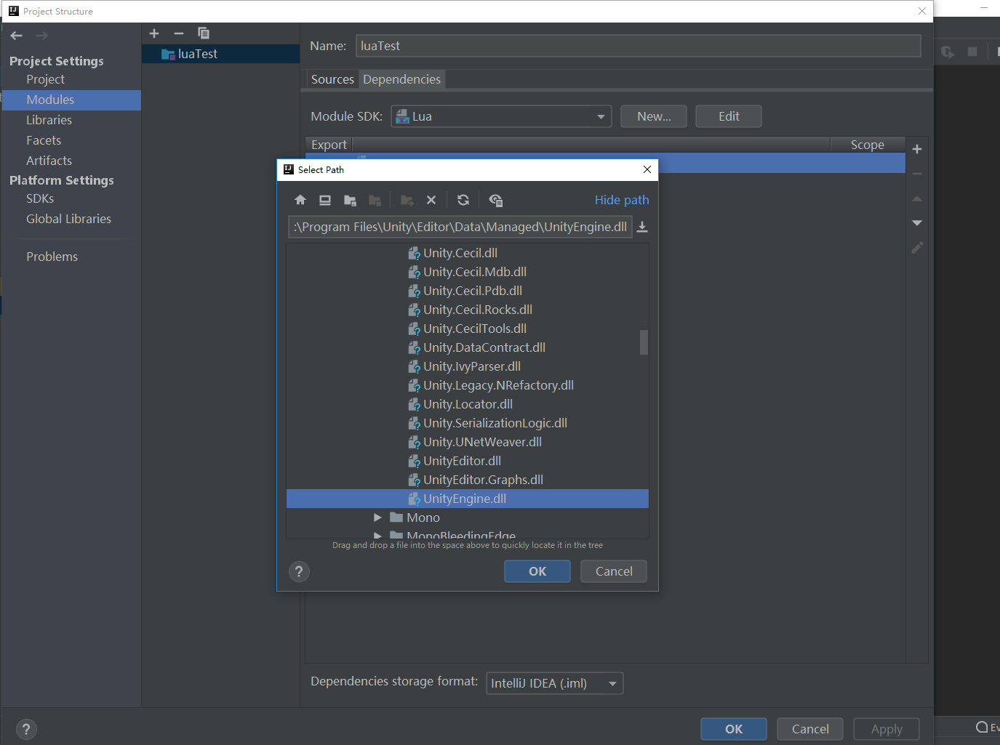 Project Structure
Project Settings
Project
Modules
Libraries
Facets
Artifacts
Platform Settings
SDKs
Global Libraries
Problems
luaTest
Name: luaTest
Sources Dependencies
Module SDK: Lua New... Edit
Export Scope
Select Path
Hide path
:\Program Files\Unity\Editor\Data\Managed\UnityEngine.dll
Unity.Cecil.dll
Unity.Cecil.Mdb.dll
Unity.Cecil.Pdb.dll
Unity.Cecil.Rocks.dll
Unity.CecilTools.dll
Unity.DataContract.dll
Unity.IvyParser.dll
Unity.Legacy.NRefactory.dll
Unity.Locator.dll
Unity.SerializationLogic.dll
Unity.UNetWeaver.dll
UnityEditor.dll
UnityEditor.Graphs.dll
UnityEngine.dll
Mono
MonoBleedingEdge
Drag and drop a file into the space above to quickly locate it in the tree
? OK Cancel
Dependencies storage format: IntelliJ IDEA (.iml)
? OK Cancel Apply
Ev